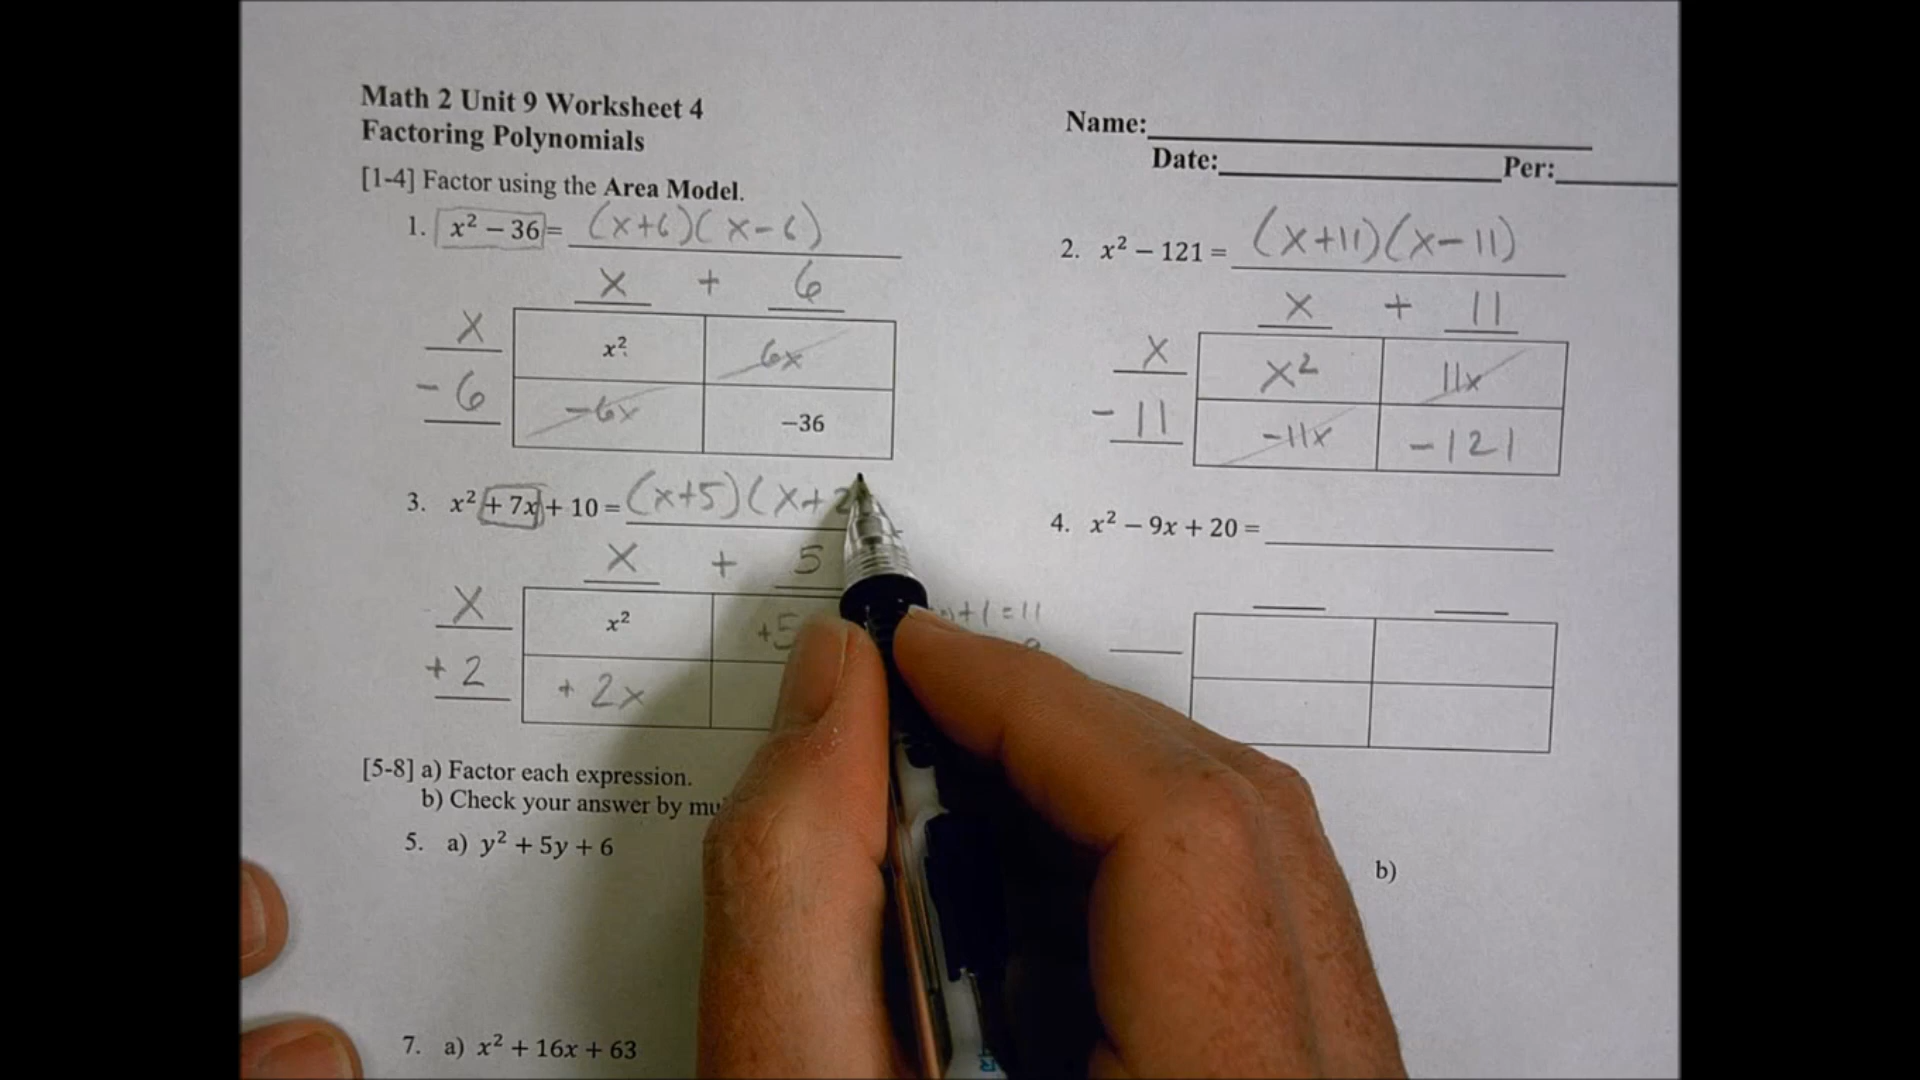 Math 2 Unit 9 Worksheet 4
Factoring Polynomials
Name:
Date: Per:
[1-4] Factor using the Area Model.
1. x² − 36 = (x+6)(x−6)
x + 6
x
x² 6x
−6
−6x −36
2. x² − 121 = (x+11)(x−11)
x + 11
x
x² 11x
−11
−11x −121
3. x² + 7x + 10 = (x+5)(x+2
x + 5
x
x² +5
+2
+2x
+1=11
4. x² − 9x + 20 =
[5-8] a) Factor each expression.
b) Check your answer by
5. a) y² + 5y + 6
b)
7. a) x² + 16x + 63